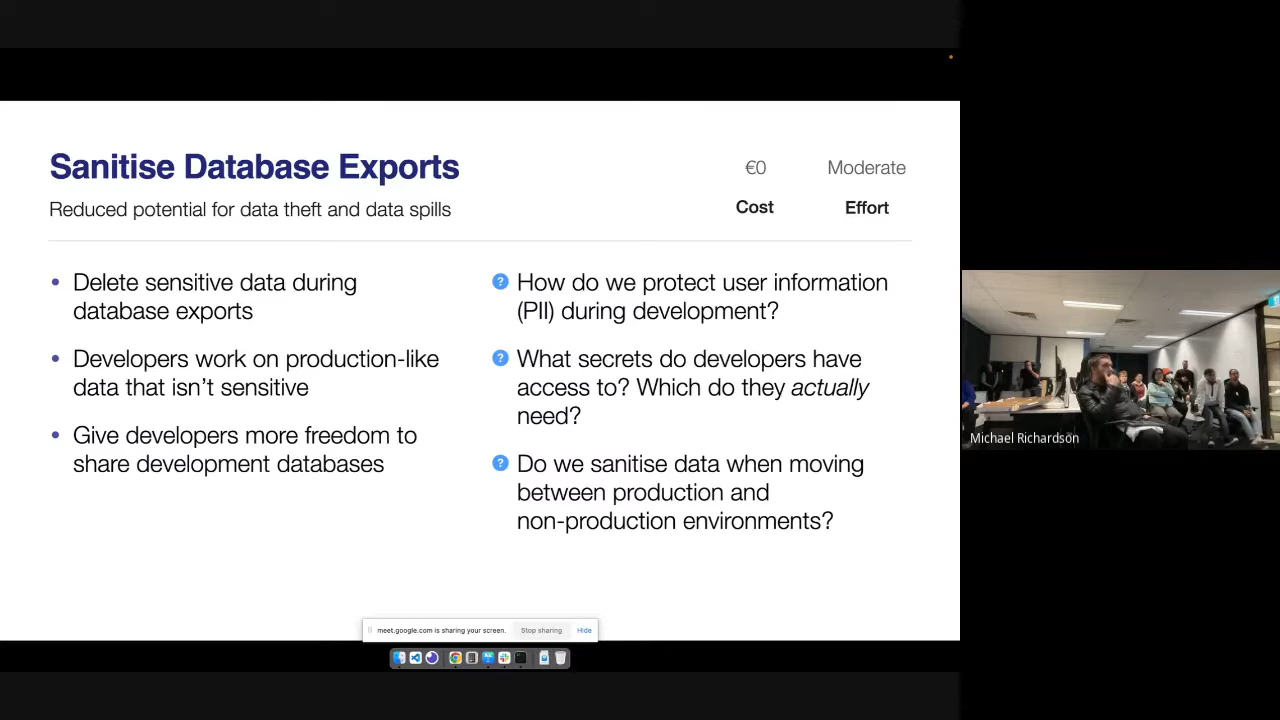 Sanitise Database Exports
Reduced potential for data theft and data spills
€0
Cost
Moderate
Effort
• Delete sensitive data during
database exports
• Developers work on production-like
data that isn’t sensitive
• Give developers more freedom to
share development databases
? How do we protect user information
(PII) during development?
? What secrets do developers have
access to? Which do they actually
need?
? Do we sanitise data when moving
between production and
non-production environments?
meet.google.com is sharing your screen.
Stop sharing
Hide
Michael Richardson